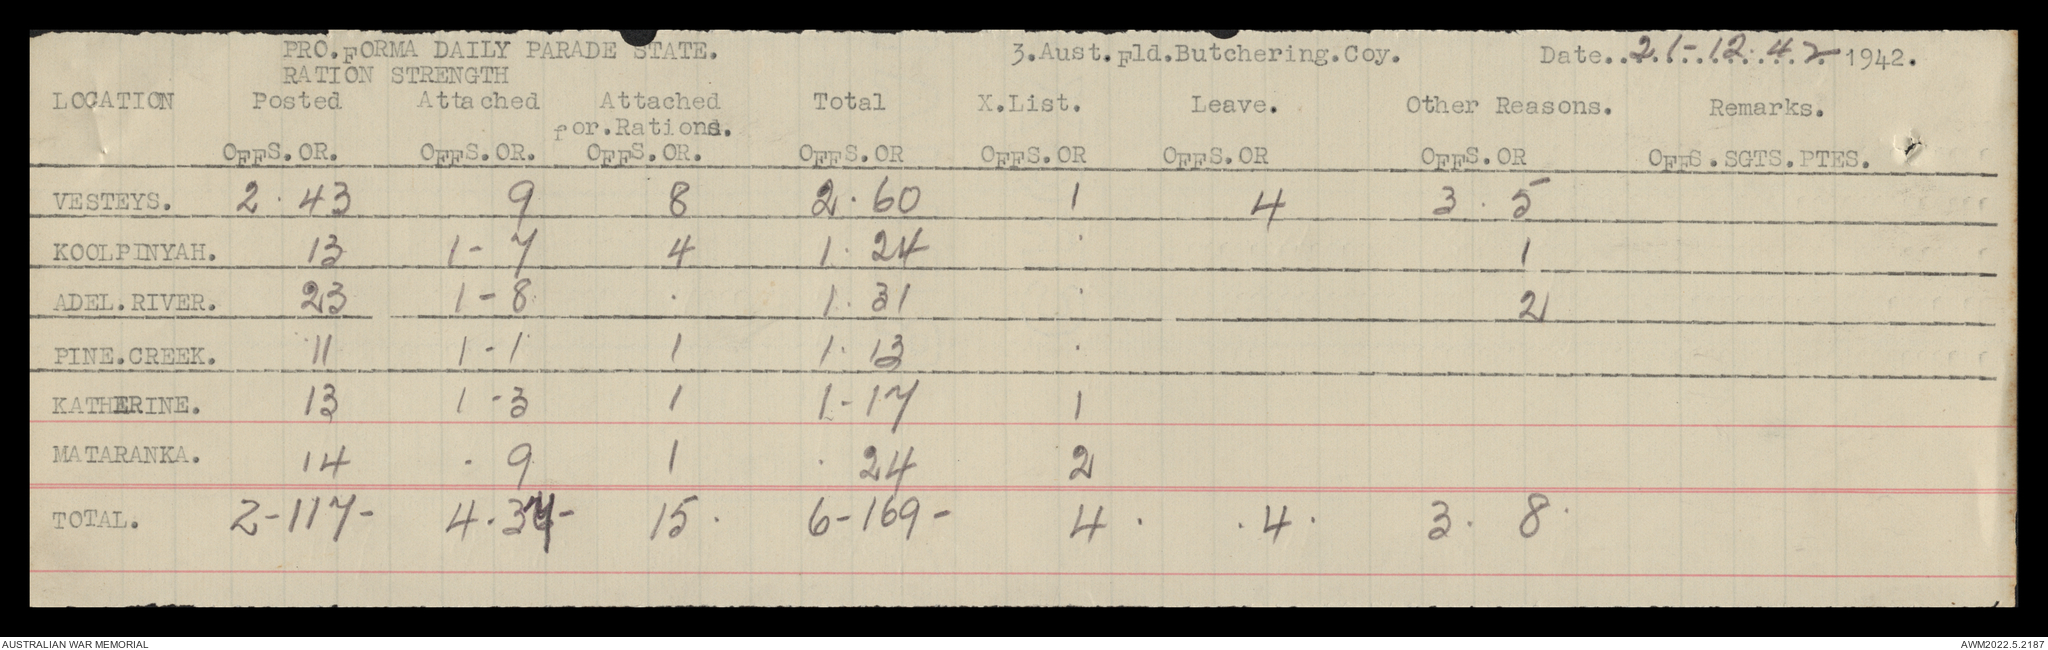 PRO.FORMA DAILY PARADE STATE. 3.Aust.Fld.Butchering.Coy. Date..21-12.42 1942.
RATION STRENGTH
LOCATION Posted Attached Attached Total X.List. Leave. Other Reasons. Remarks.
for.Rations.
OFFS.OR. OFFS.OR. OFFS.OR. OFFS.OR OFFS.OR OFFS.OR OFFS.OR OFFS.SGTS.PTES.
VESTEYS. 2 . 43 9 8 2 . 60 1 4 3 . 5
KOOLPINYAH. 13 1 - 7 4 1 . 24 1
ADEL.RIVER. 23 1 - 8 . 1 . 31 2
PINE.CREEK. 11 1 - 1 1 1 . 13
KATHERINE. 13 1 - 3 1 1 - 17 1
MATARANKA. 14 . 9 1 . 24 2
TOTAL. 2 - 117 - 4 . 37 - 15 . 6 - 169 - 4 . . 4 . 3 . 8 .
AUSTRALIAN WAR MEMORIAL AWM2022.5.2187